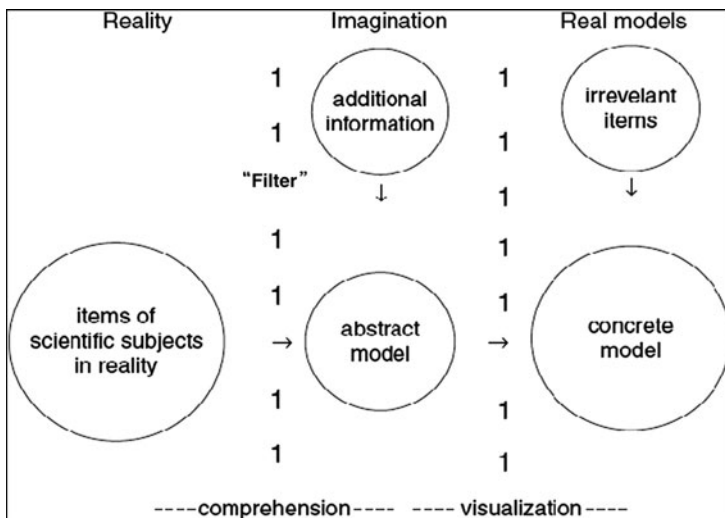 Reality
Imagination
Real models
1
1
“Filter”
1
1
1
1
additional
information
↓
1
1
1
1
1
1
1
irrevelant
items
↓
items of
scientific subjects
in reality
→
abstract
model
→
concrete
model
----comprehension---- ----visualization----